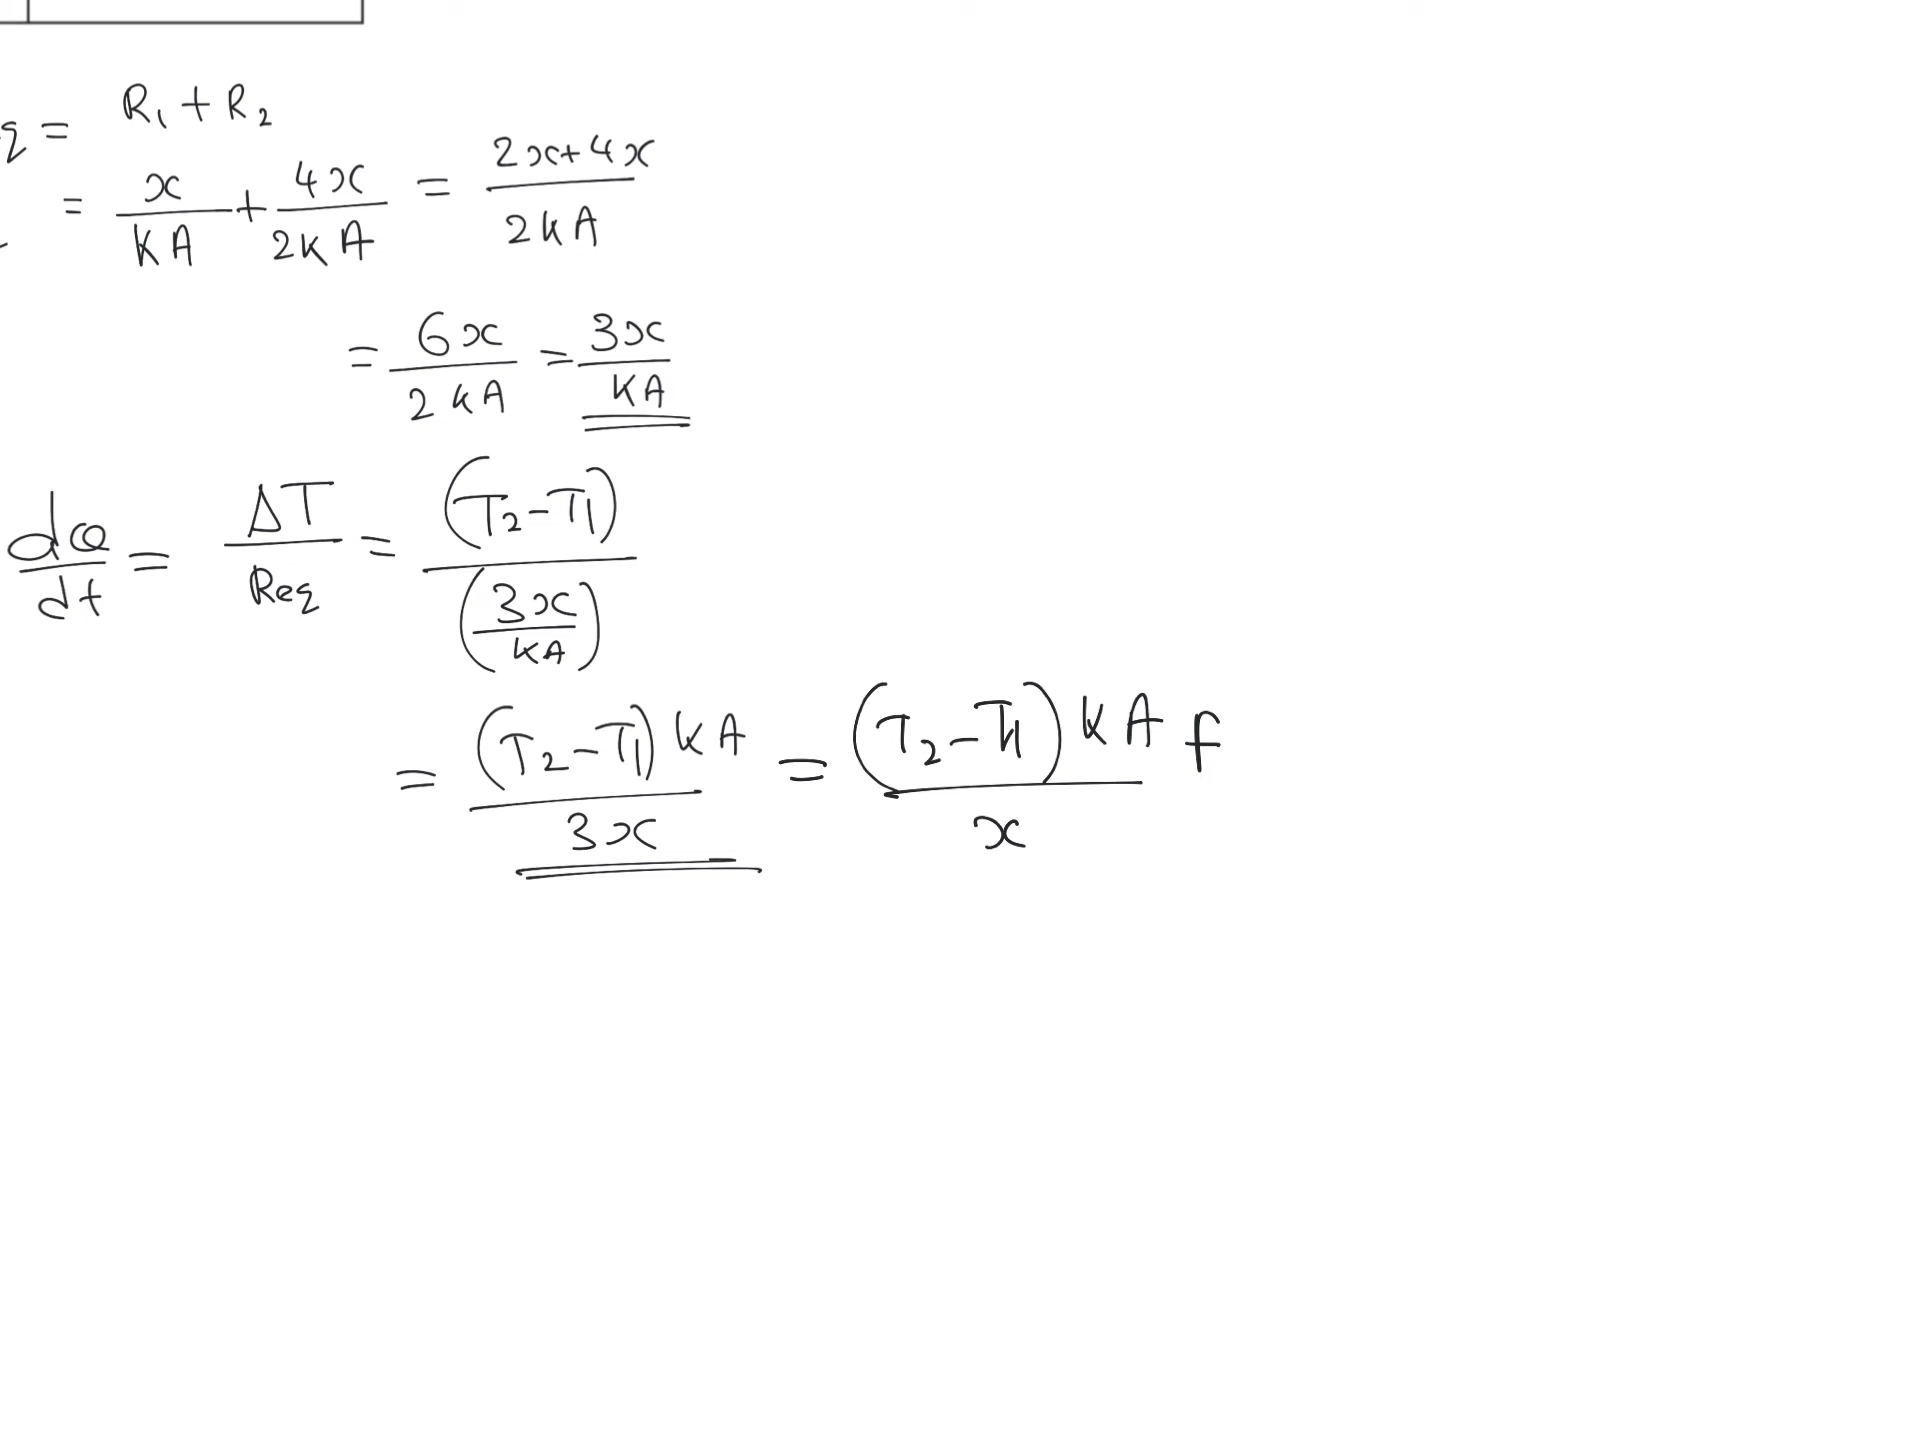 q = R₁ + R₂
= x/KA + 4x/2KA = (2x+4x)/2kA
= 6x/2kA = 3x/KA
dQ/dt = ΔT/Req = (T₂-T₁)/(3x/KA)
= (T₂-T₁)KA/3x = (T₂-T₁)KA f/x